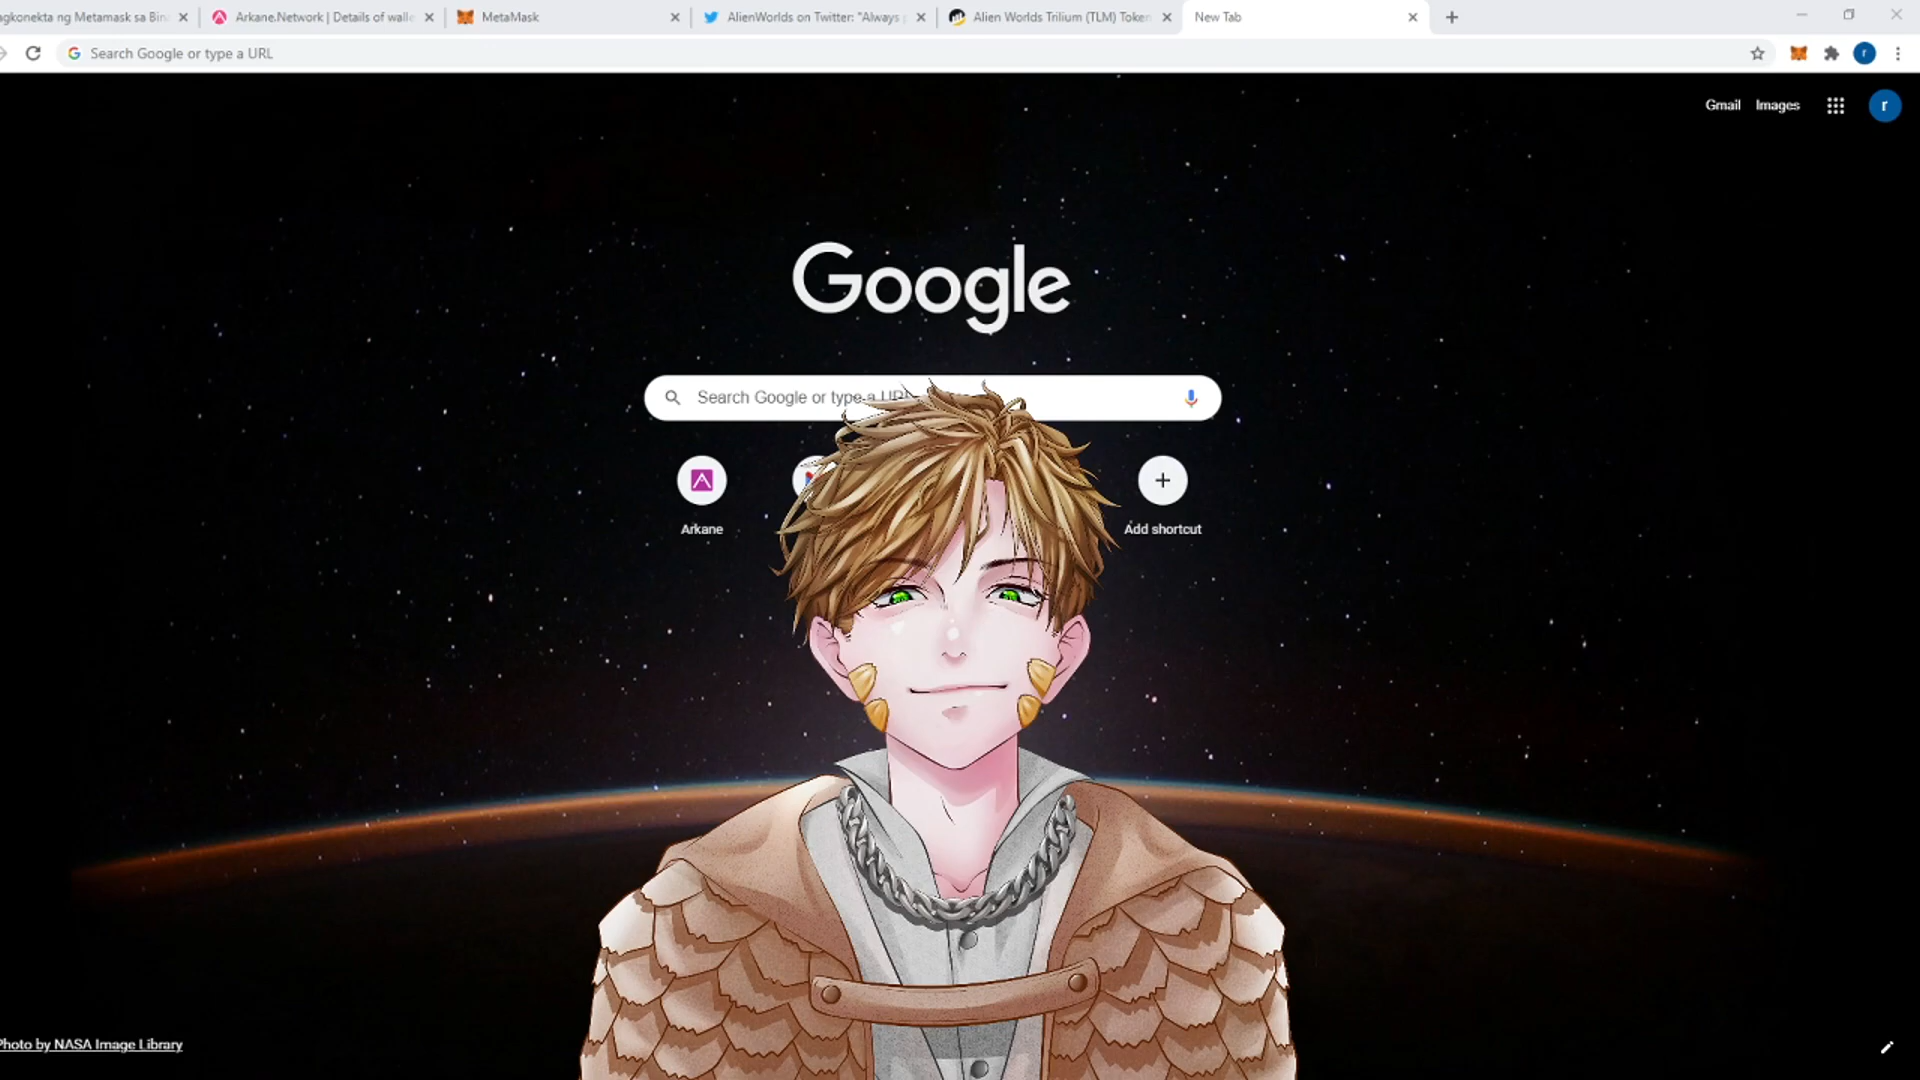 agkonekta ng Metamask sa Bin
Arkane.Network | Details of walle
MetaMask
AlienWorlds on Twitter: "Always
Alien Worlds Trilium (TLM) Token
New Tab
Search Google or type a URL
Gmail
Images
r
Google
Search Google or type a UR
Arkane
Add shortcut
Photo by NASA Image Library